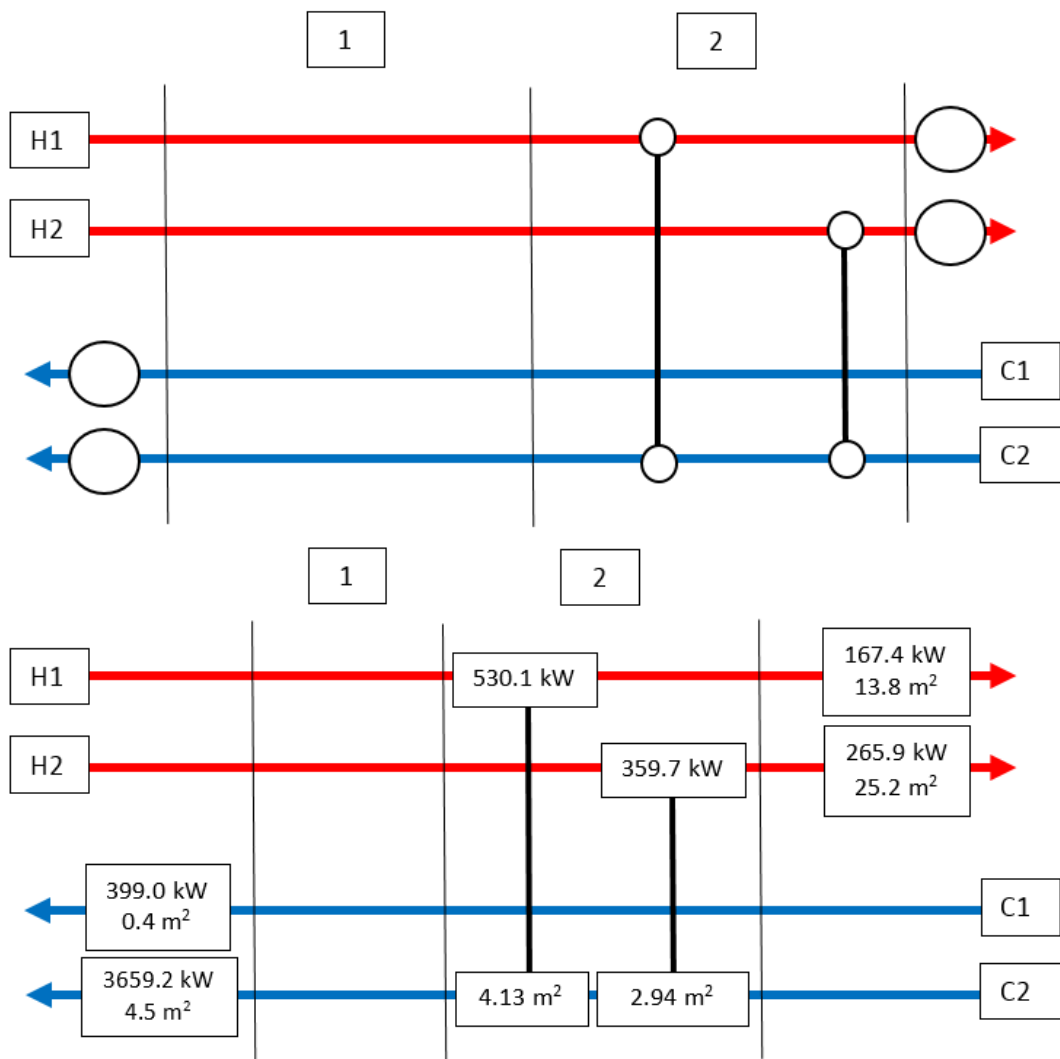 1
2
H1
H2
C1
C2
1
2
H1
530.1 kW
167.4 kW
13.8 m²
H2
359.7 kW
265.9 kW
25.2 m²
399.0 kW
0.4 m²
C1
3659.2 kW
4.5 m²
4.13 m²
2.94 m²
C2